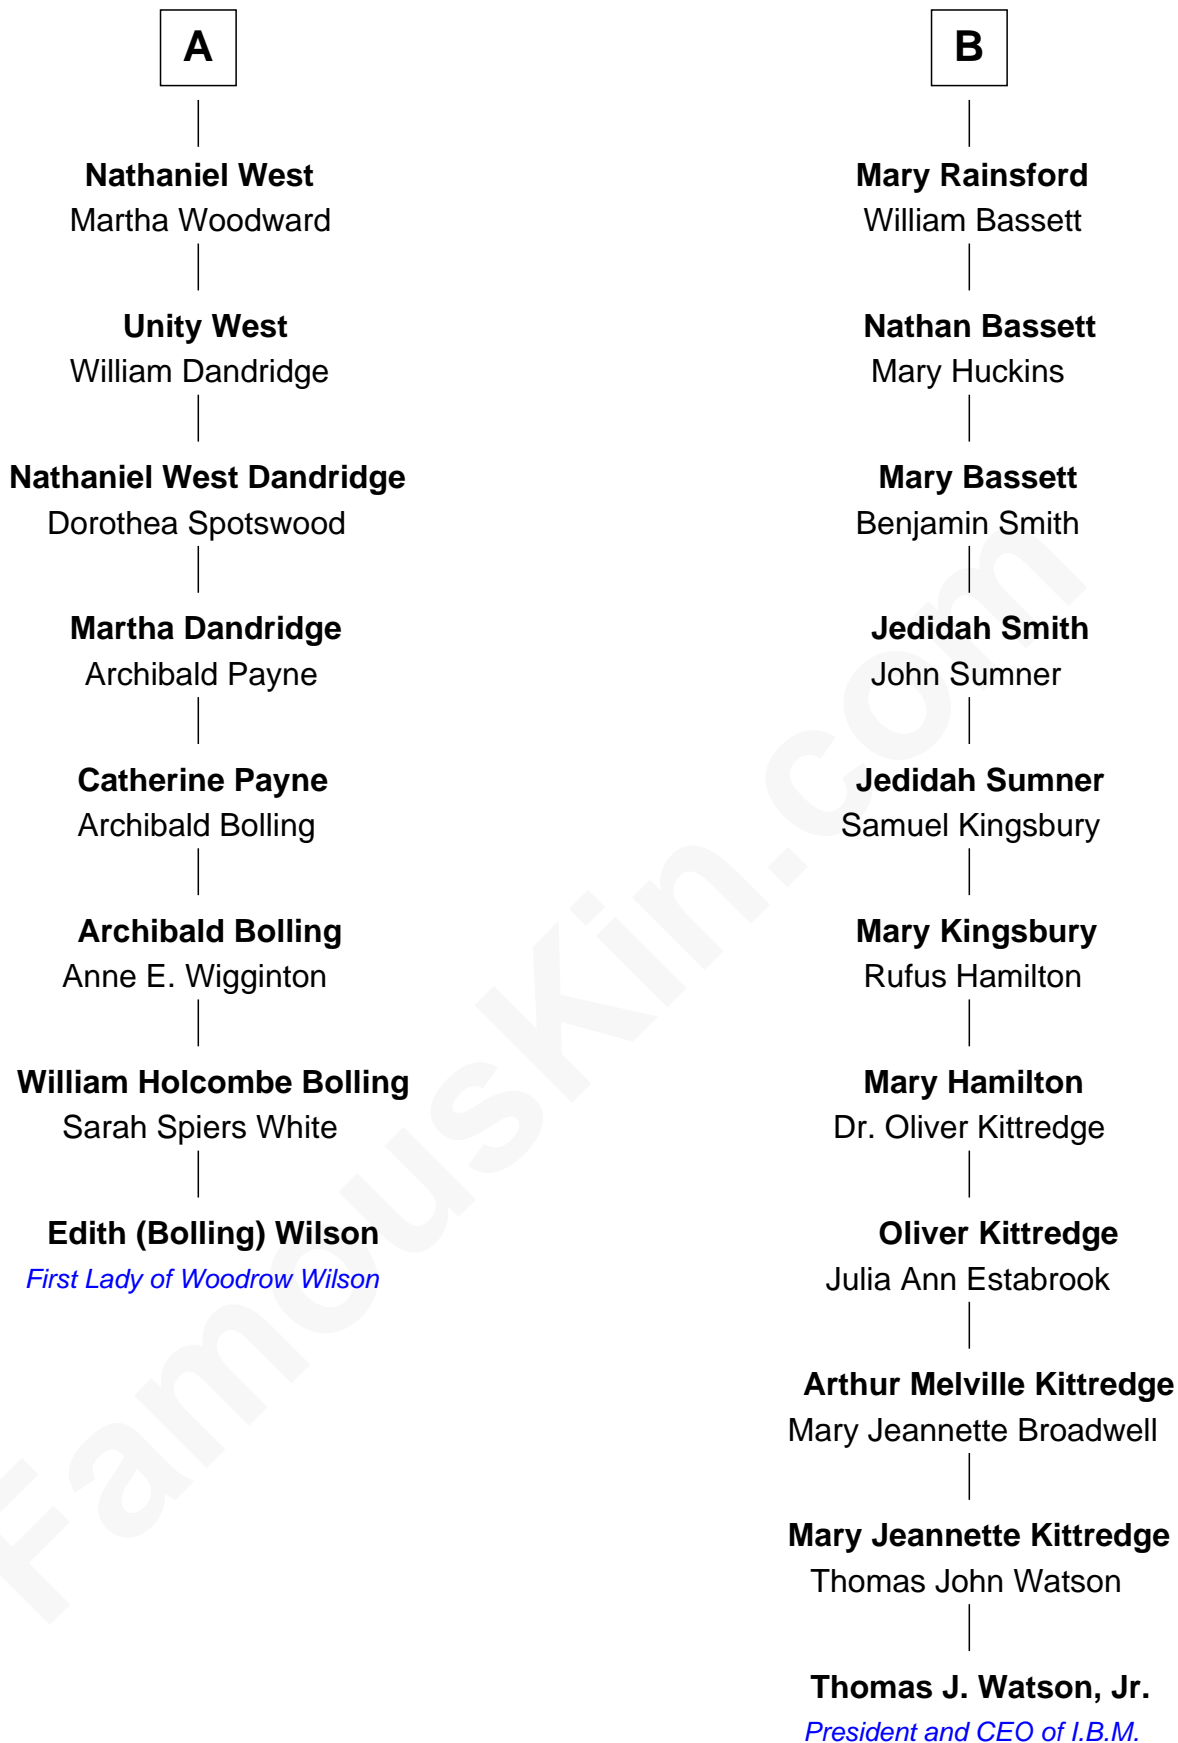 A
Nathaniel West
Martha Woodward
Unity West
William Dandridge
Nathaniel West Dandridge
Dorothea Spotswood
Martha Dandridge
Archibald Payne
Catherine Payne
Archibald Bolling
Archibald Bolling
Anne E. Wigginton
William Holcombe Bolling
Sarah Spiers White
Edith (Bolling) Wilson
First Lady of Woodrow Wilson
B
Mary Rainsford
William Bassett
Nathan Bassett
Mary Huckins
Mary Bassett
Benjamin Smith
Jedidah Smith
John Sumner
Jedidah Sumner
Samuel Kingsbury
Mary Kingsbury
Rufus Hamilton
Mary Hamilton
Dr. Oliver Kittredge
Oliver Kittredge
Julia Ann Estabrook
Arthur Melville Kittredge
Mary Jeannette Broadwell
Mary Jeannette Kittredge
Thomas John Watson
Thomas J. Watson, Jr.
President and CEO of I.B.M.
FamousKin.com